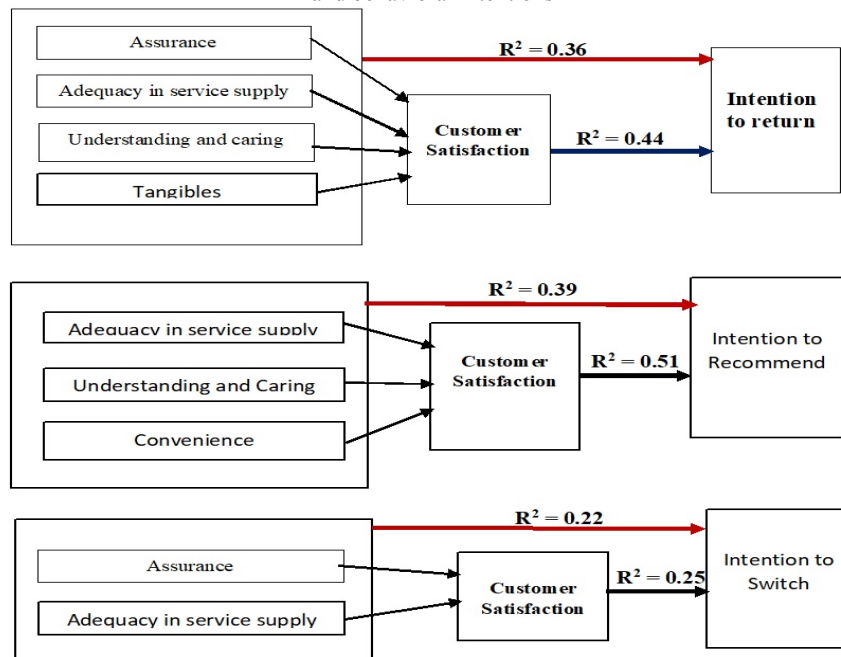 Assurance
Adequacy in service supply
Understanding and caring
Tangibles
Customer
Satisfaction
R² = 0.36
R² = 0.44
Intention
to return
Adequacy in service supply
Understanding and Caring
Convenience
Customer
Satisfaction
R² = 0.39
R² = 0.51
Intention to
Recommend
Assurance
Adequacy in service supply
Customer
Satisfaction
R² = 0.22
R² = 0.25
Intention to
Switch